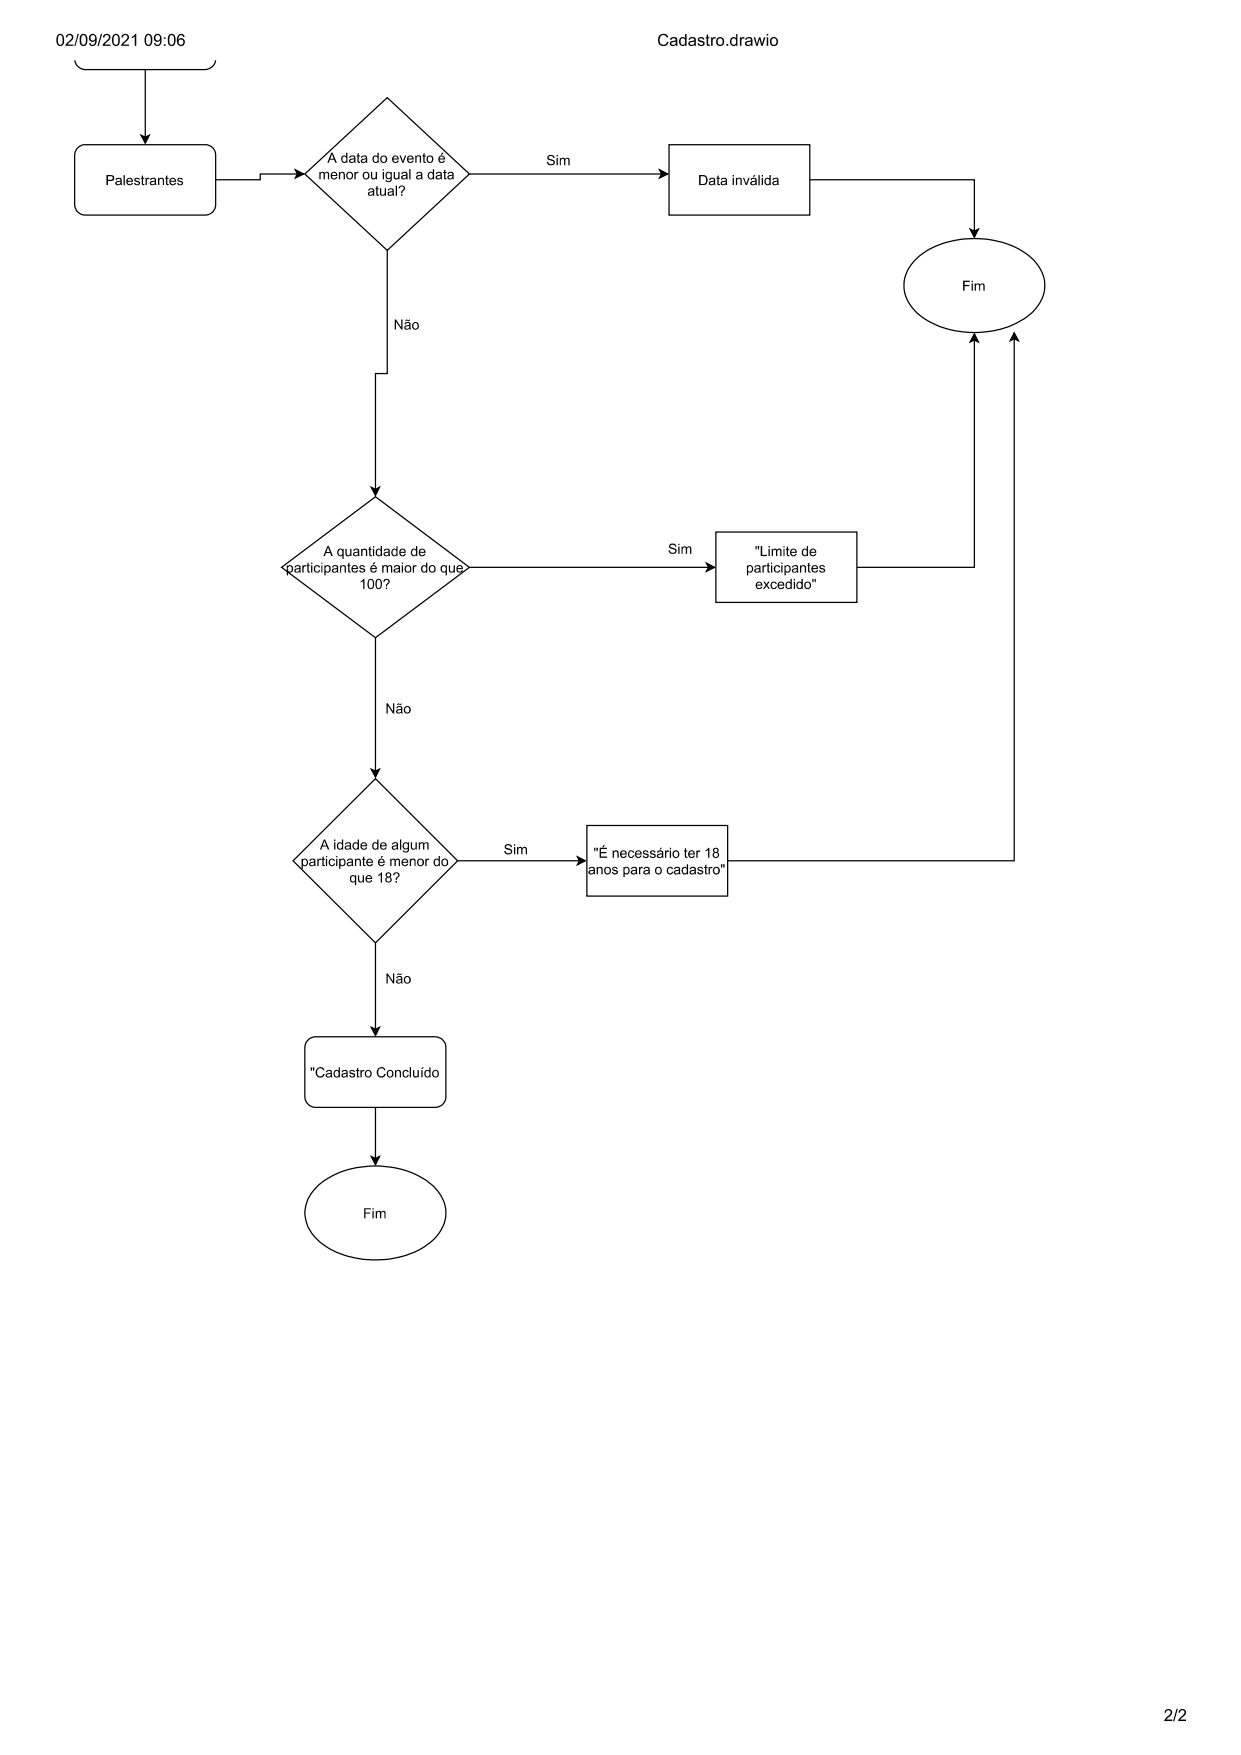 02/09/2021 09:06
Cadastro.drawio
Palestrantes
A data do evento é
menor ou igual a data
atual?
Sim
Data inválida
Fim
Não
A quantidade de
participantes é maior do que
100?
Sim
"Limite de
participantes
excedido"
Não
A idade de algum
participante é menor do
que 18?
Sim
"É necessário ter 18
anos para o cadastro"
Não
"Cadastro Concluído
Fim
2/2